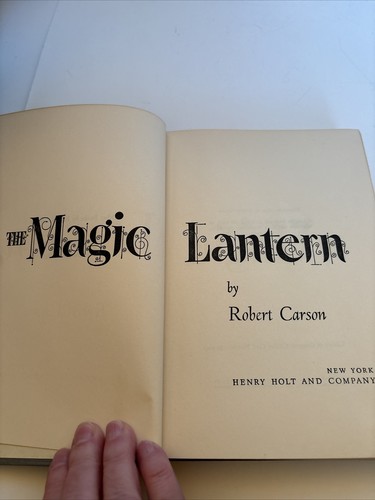 THE Magic Lantern
by
Robert Carson
NEW YORK
HENRY HOLT AND COMPANY